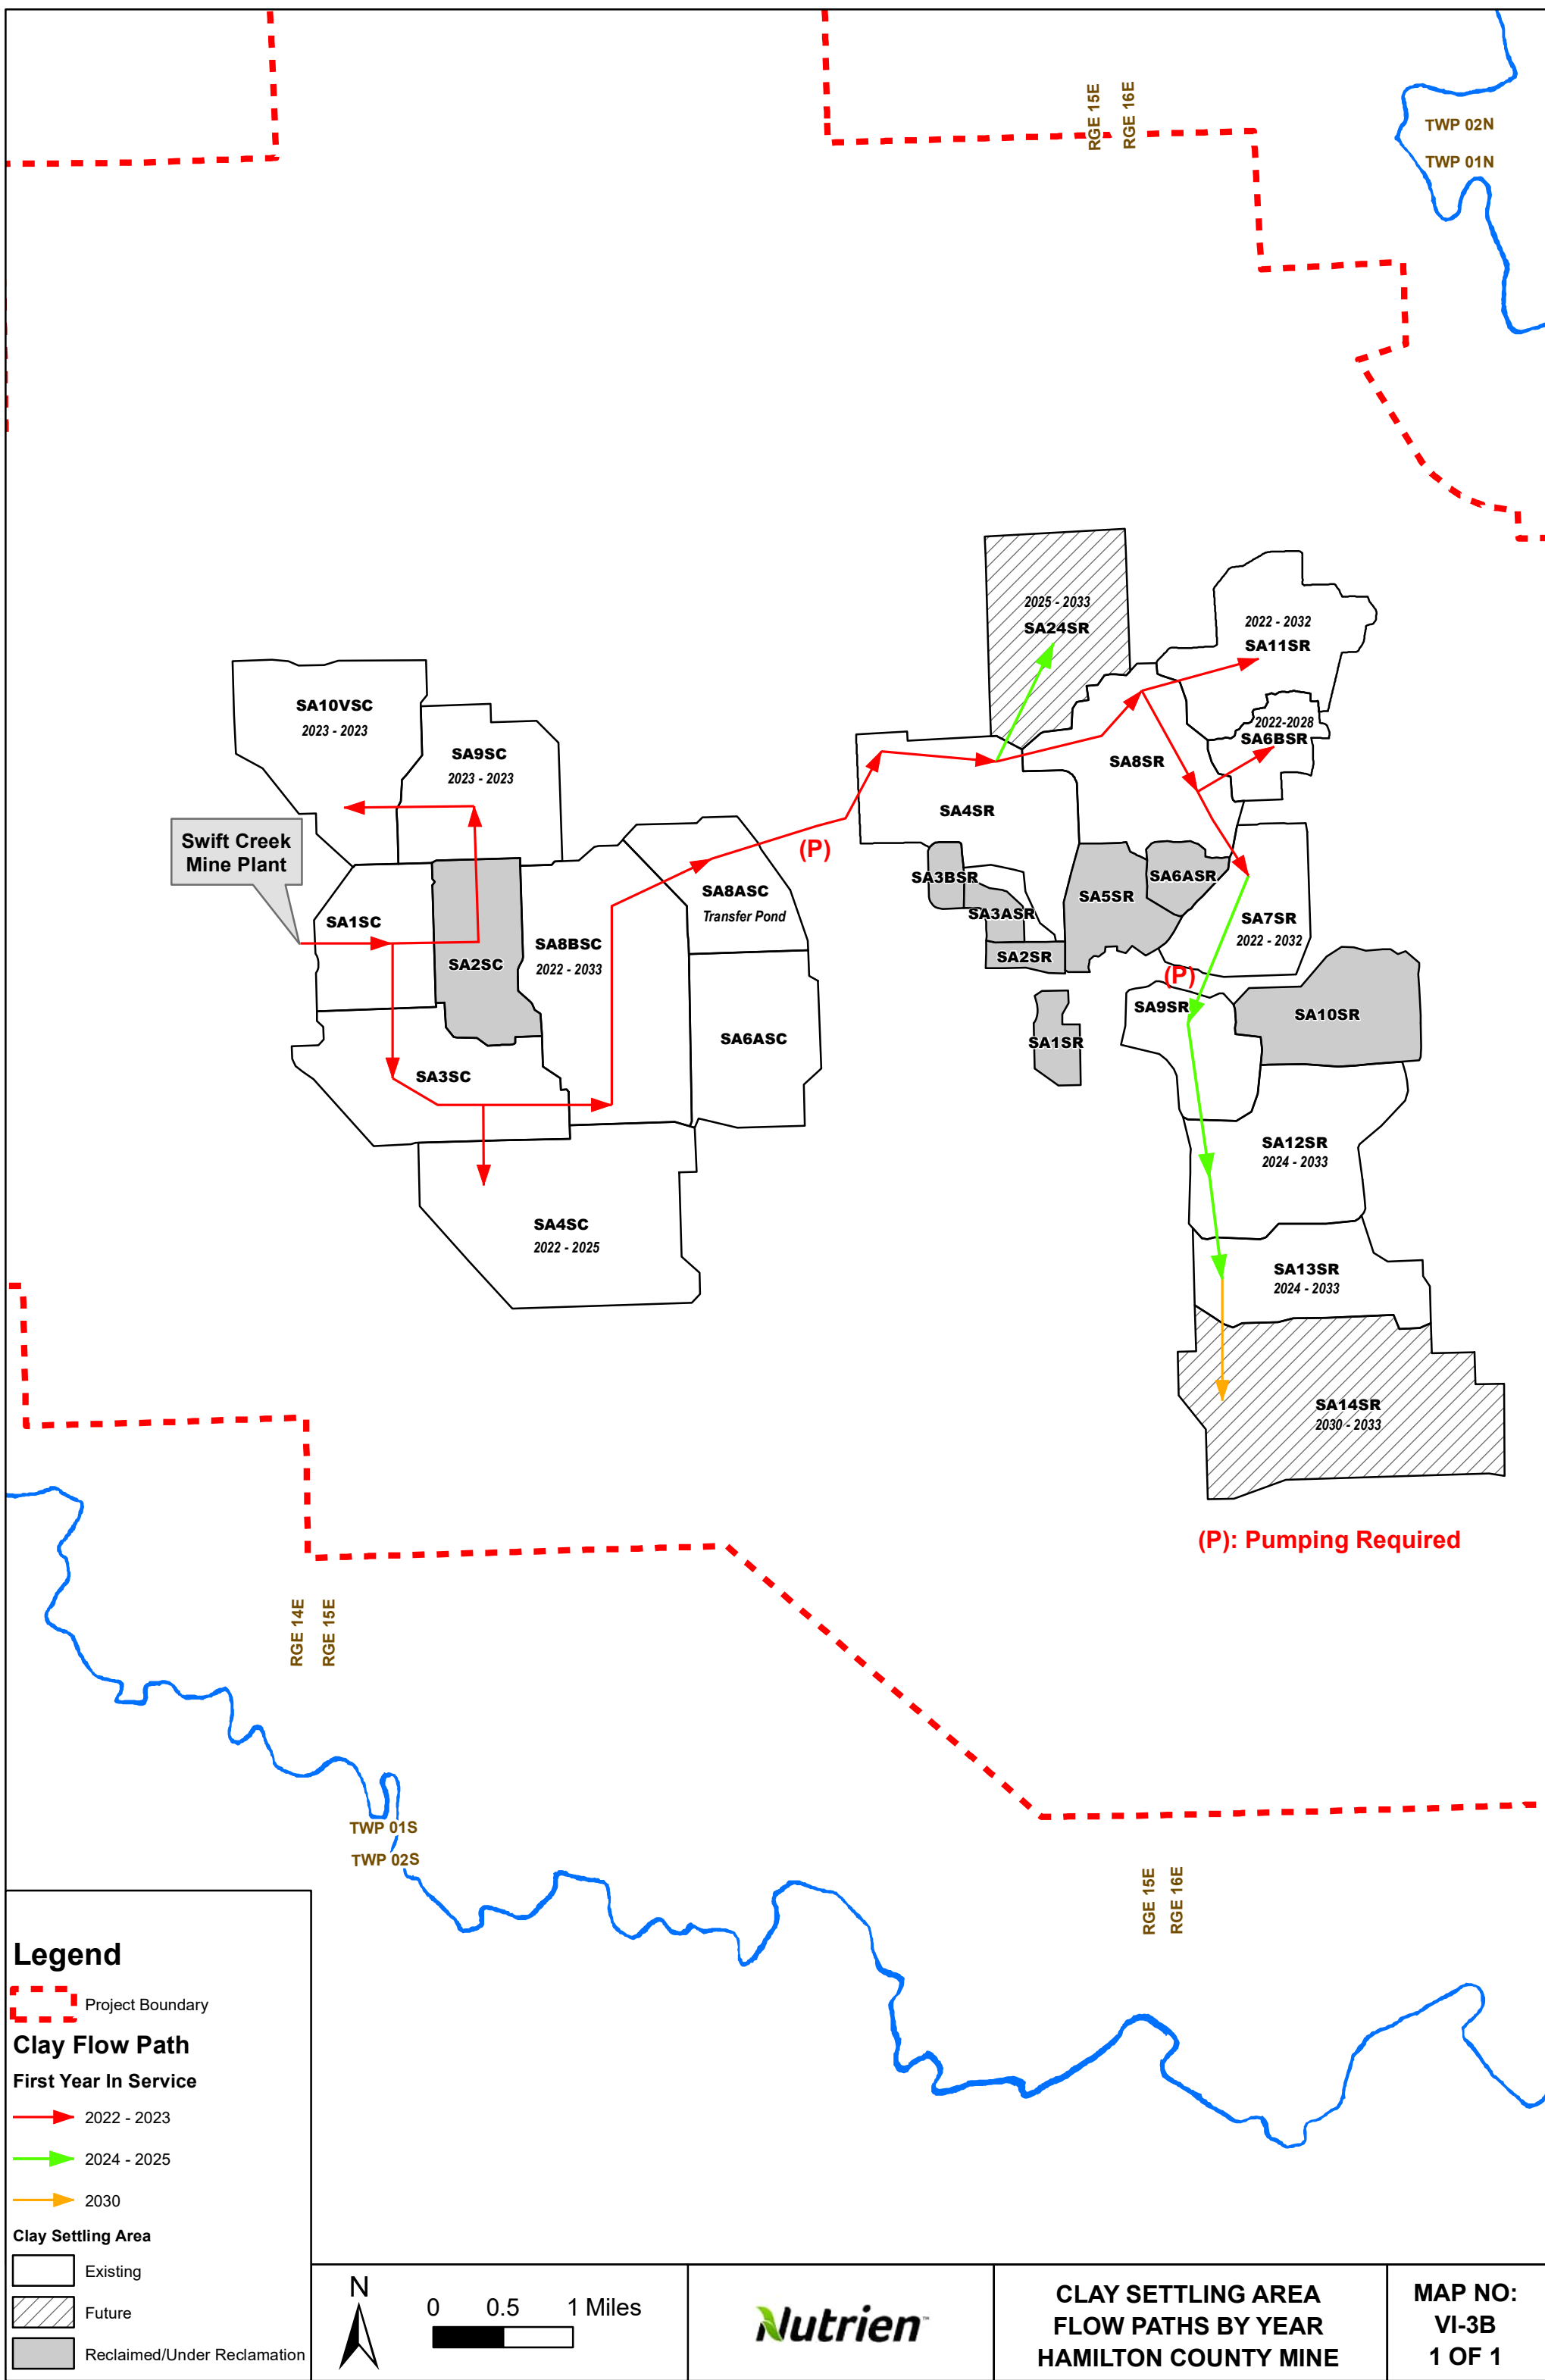 RGE 15E
RGE 16E
TWP 02N
TWP 01N
2025 - 2033
SA24SR
2022 - 2032
SA11SR
2022-2028
SA6BSR
SA10VSC
2023 - 2023
SA9SC
2023 - 2023
SA8SR
SA4SR
Swift Creek
Mine Plant
(P)
SA3BSR
SA6ASR
SA8ASC
Transfer Pond
SA5SR
SA3ASR
SA1SC
SA7SR
2022 - 2032
SA8BSC
2022 - 2033
SA2SC
SA2SR
(P)
SA9SR
SA10SR
SA6ASC
SA1SR
SA3SC
SA12SR
2024 - 2033
SA4SC
2022 - 2025
SA13SR
2024 - 2033
SA14SR
2030 - 2033
(P): Pumping Required
RGE 14E
RGE 15E
TWP 01S
TWP 02S
RGE 15E
RGE 16E
Legend
Project Boundary
Clay Flow Path
First Year In Service
2022 - 2023
2024 - 2025
2030
Clay Settling Area
Existing
Future
Reclaimed/Under Reclamation
N
0 0.5 1 Miles
Nutrien™
CLAY SETTLING AREA
FLOW PATHS BY YEAR
HAMILTON COUNTY MINE
MAP NO:
VI-3B
1 OF 1